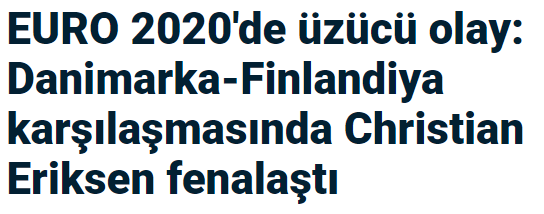 EURO 2020'de üzücü olay:
Danimarka-Finlandiya
karşılaşmasında Christian
Eriksen fenalaştı